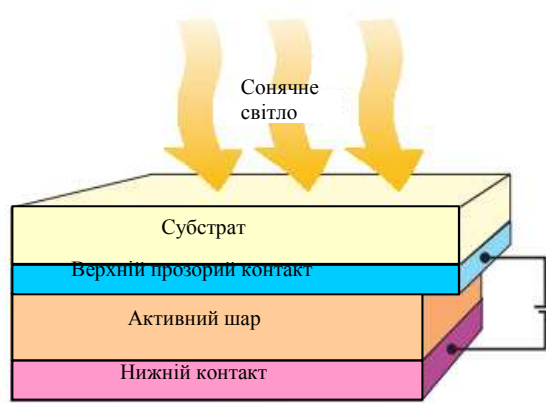 Сонячне
світло
Субстрат
Верхній прозорий контакт
Активний шар
Нижній контакт